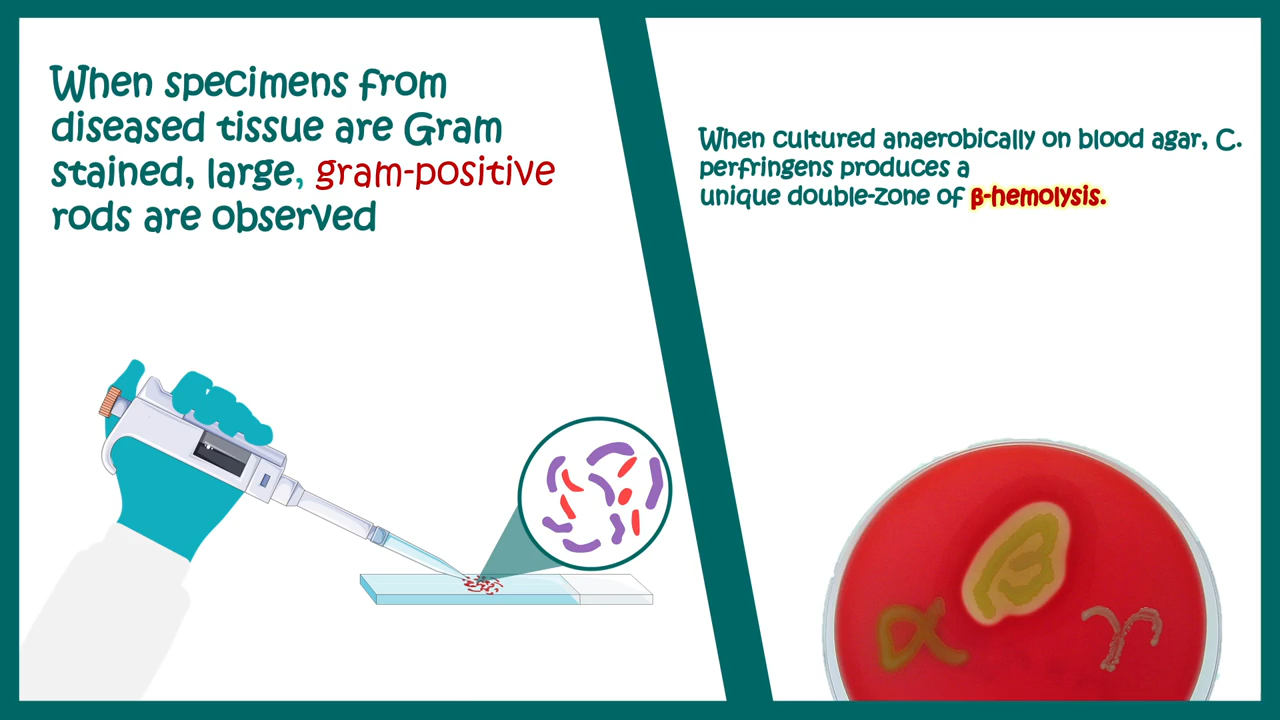 When specimens from
diseased tissue are Gram
stained, large, gram-positive
rods are observed
When cultured anaerobically on blood agar, C.
perfringens produces a
unique double-zone of β-hemolysis.
β
α
γ